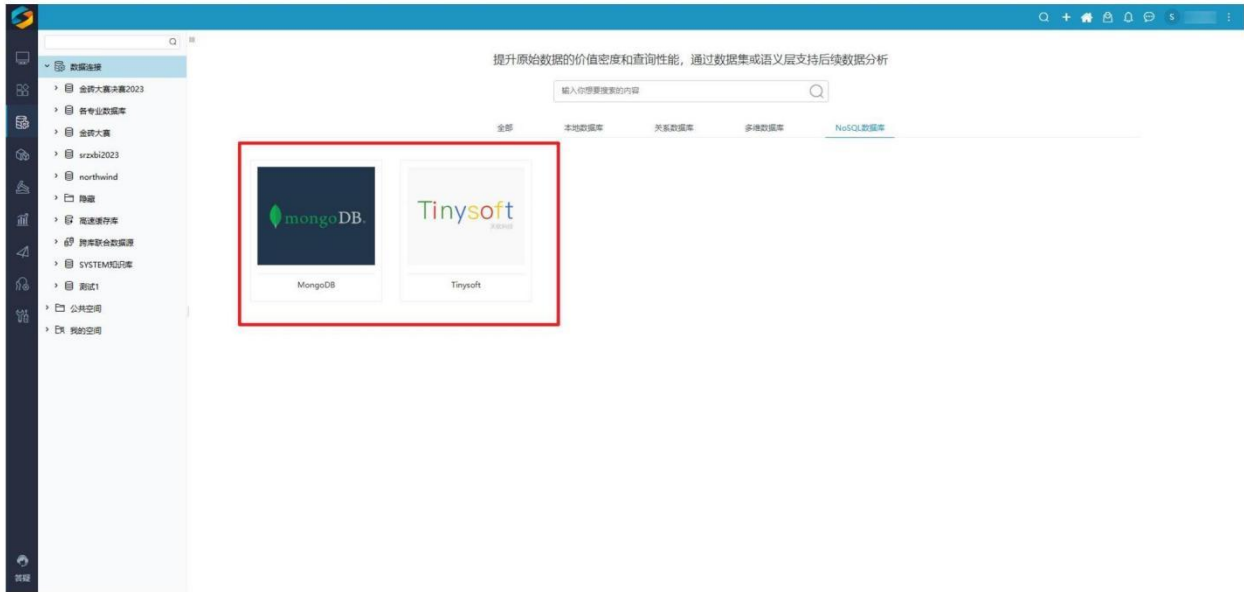 S
数据连接
金砖大赛决赛2023
各专业数据库
金砖大赛
srzxbi2023
northwind
隐藏
高速缓存库
跨库联合数据源
SYSTEM知识库
测试1
公共空间
我的空间
答疑
提升原始数据的价值密度和查询性能，通过数据集或语义层支持后续数据分析
输入你想要搜索的内容
全部 本地数据库 关系数据库 多维数据库 NoSQL数据库
mongoDB.
Tinysoft
天软科技
MongoDB Tinysoft